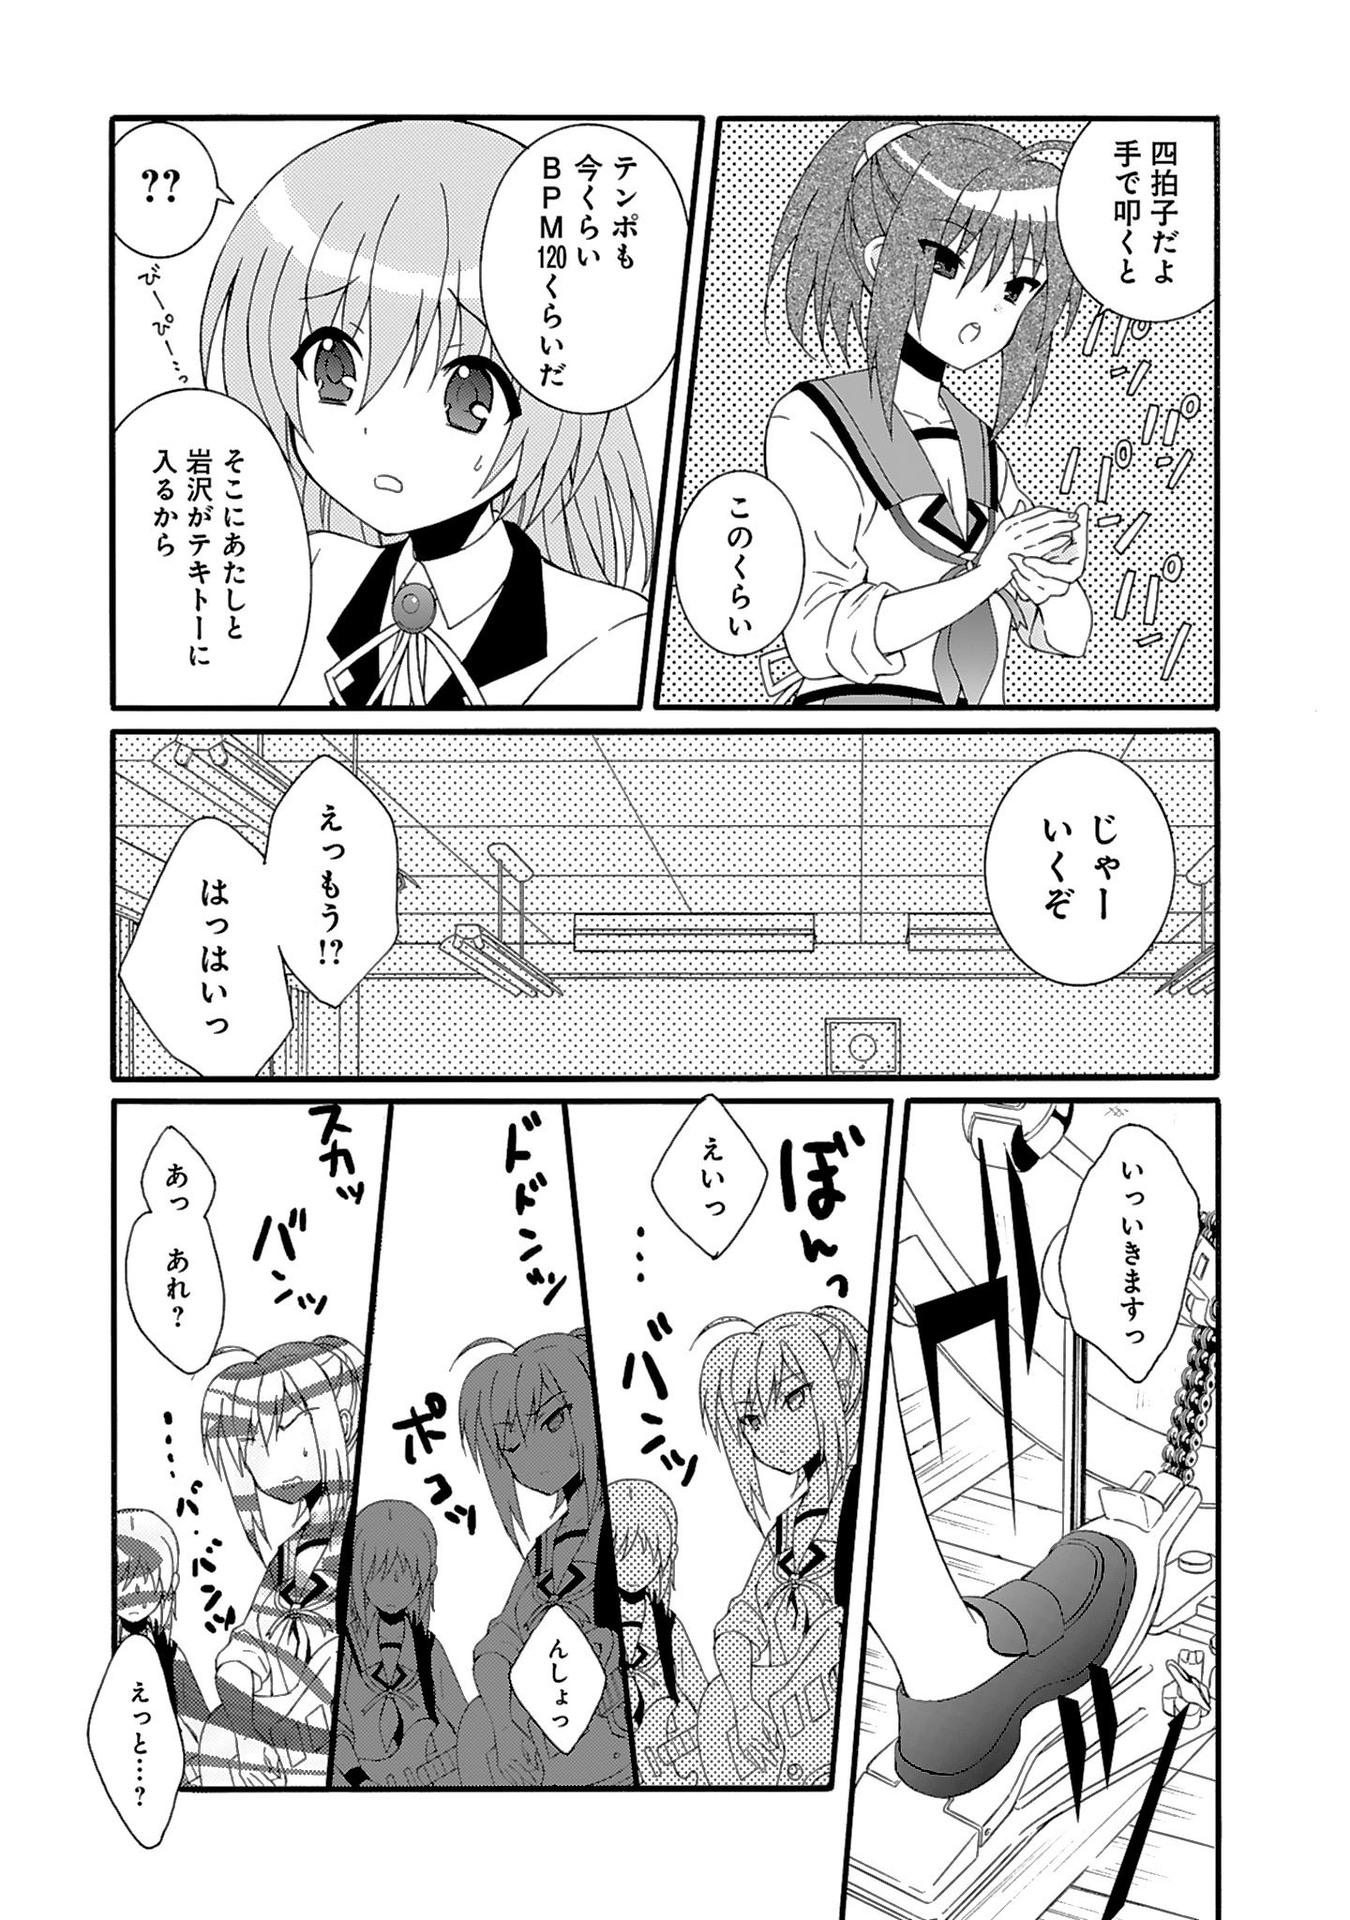 四拍子だよ
手で叩くと
パンパンパンパン
このくらい
テンポも
今くらい
BPM120くらいだ
??
びーぴー…っ
そこにあたしと
岩沢がテキトーに
入るから
じゃー
いくぞ
えっもう!?
はっはいっ
いっいきますっ
ぼんっ
えいっ
…
バンッ
ドドドンッ
ポコンッ
んしょっ
スカッ
バンッ
あっ
あれ?
……
バ…バンッ
えっと…?